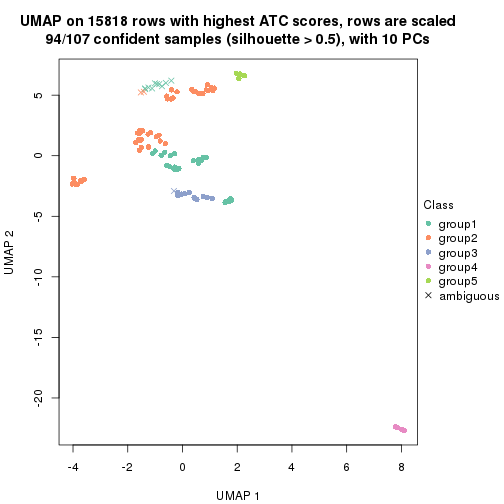 UMAP on 15818 rows with highest ATC scores, rows are scaled
94/107 confident samples (silhouette > 0.5), with 10 PCs
5
0
-5
-10
-15
-20
UMAP 2
-4 -2 0 2 4 6 8
UMAP 1
Class
group1
group2
group3
group4
group5
ambiguous